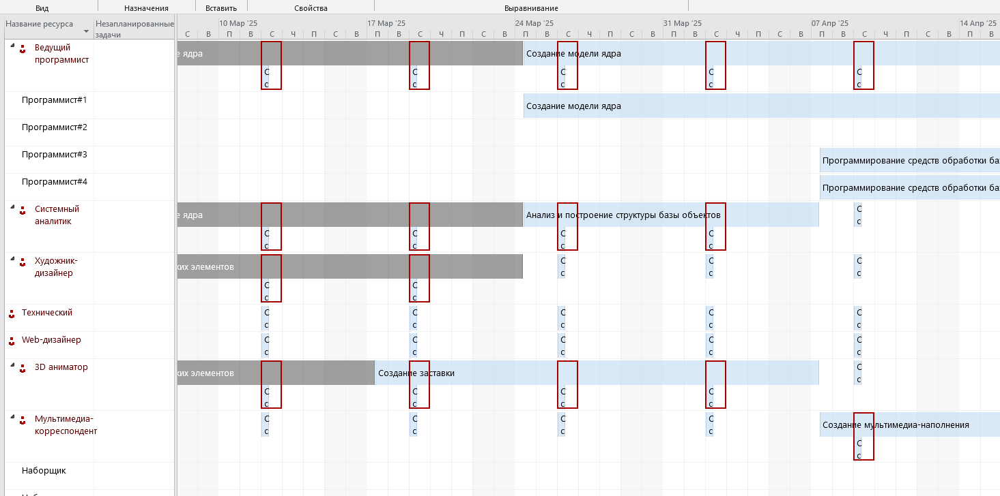 Вид Назначения Вставить Свойства Выравнивание
Название ресурса Незапланированные задачи 10 Мар '25 17 Мар '25 24 Мар '25 31 Мар '25 07 Апр '25 14 Апр '25
С В П В С Ч П С В П В С Ч П С В П В С Ч П С В П В С Ч П С В П В С Ч П С В П В
Ведущий программист е ядра Создание модели ядра
С С С С С
с с с с с
Программист#1 Создание модели ядра
Программист#2
Программист#3 Программирование средств обработки ба
Программист#4 Программирование средств обработки ба
Системный аналитик е ядра Анализ и построение структуры базы объектов С
с
С С С С
с с с с
Художник-дизайнер ких элементов С С С
с с с
С С
с с
Технический С С С С С
с с с с с
Web-дизайнер С С С С С
с с с с с
3D аниматор ких элементов Создание заставки С
с
С С С С
с с с с
Мультимедиа-корреспондент С С С С Создание мультимедиа-наполнения
с с с с
С
с
Наборщик